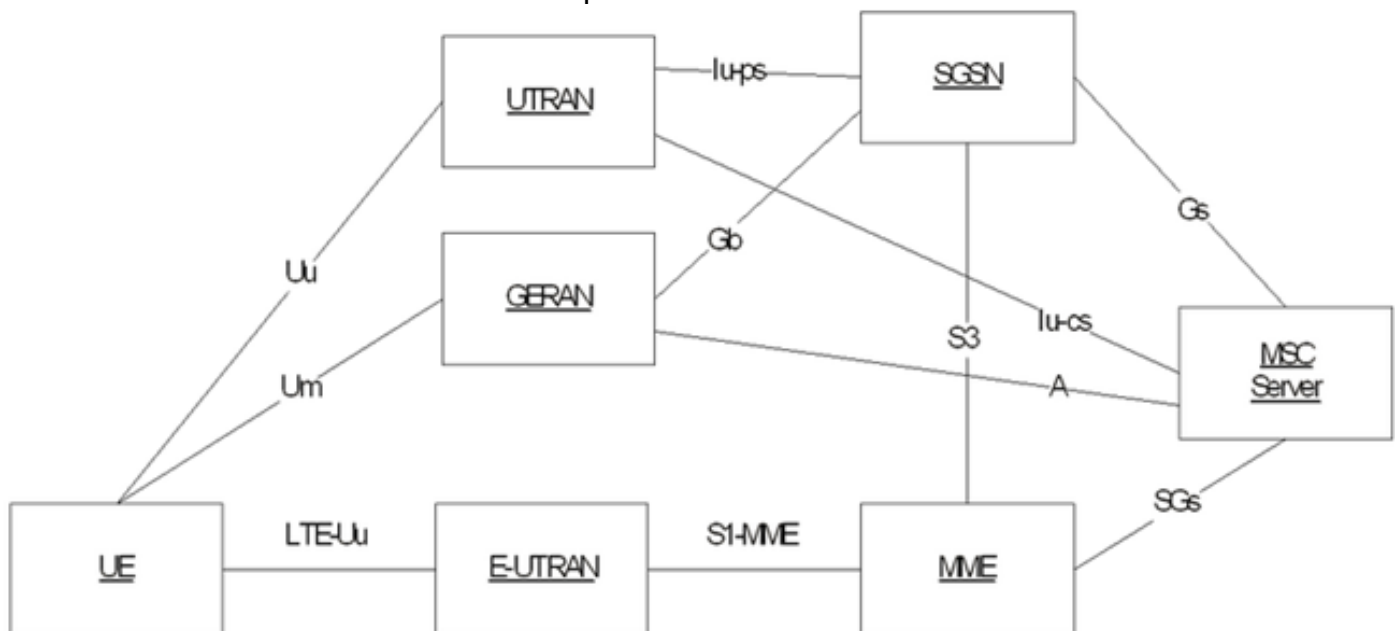 Iu-ps
SGSN
UTRAN
Gs
Gb
Uu
GERAN
Iu-cs
S3
MSC
Server
Um
A
SGs
LTE-Uu
S1-MME
UE
E-UTRAN
MME